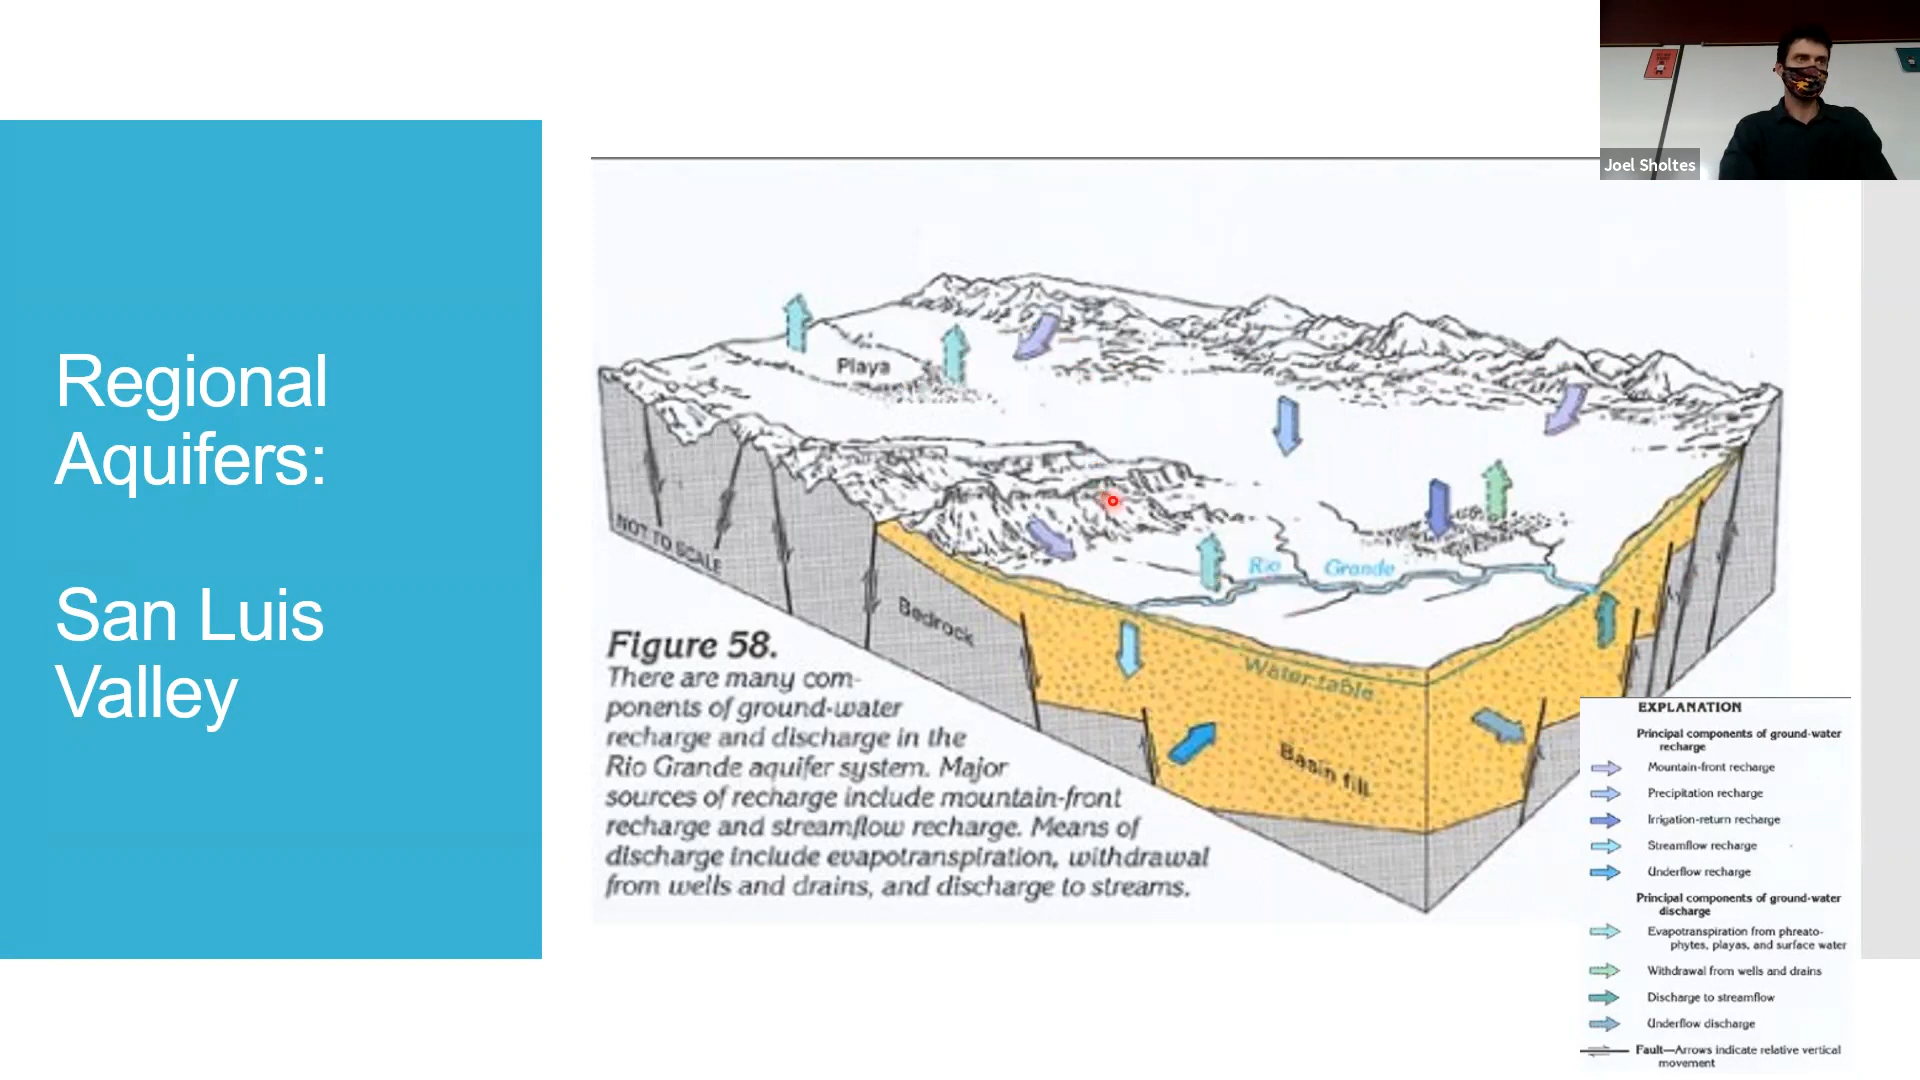 Regional
Aquifers:
San Luis
Valley
Joel Sholtes
Playa
NOT TO SCALE
Bedrock
Rio Grande
Water table
Basin fill
Figure 58.
There are many com-
ponents of ground-water
recharge and discharge in the
Rio Grande aquifer system. Major
sources of recharge include mountain-front
recharge and streamflow recharge. Means of
discharge include evapotranspiration, withdrawal
from wells and drains, and discharge to streams.
EXPLANATION
Principal components of ground-water
recharge
Mountain-front recharge
Precipitation recharge
Irrigation-return recharge
Streamflow recharge
Underflow recharge
Principal components of ground-water
discharge
Evapotranspiration from phreato-
phytes, playas, and surface water
Withdrawal from wells and drains
Discharge to streamflow
Underflow discharge
Fault—Arrows indicate relative vertical
movement